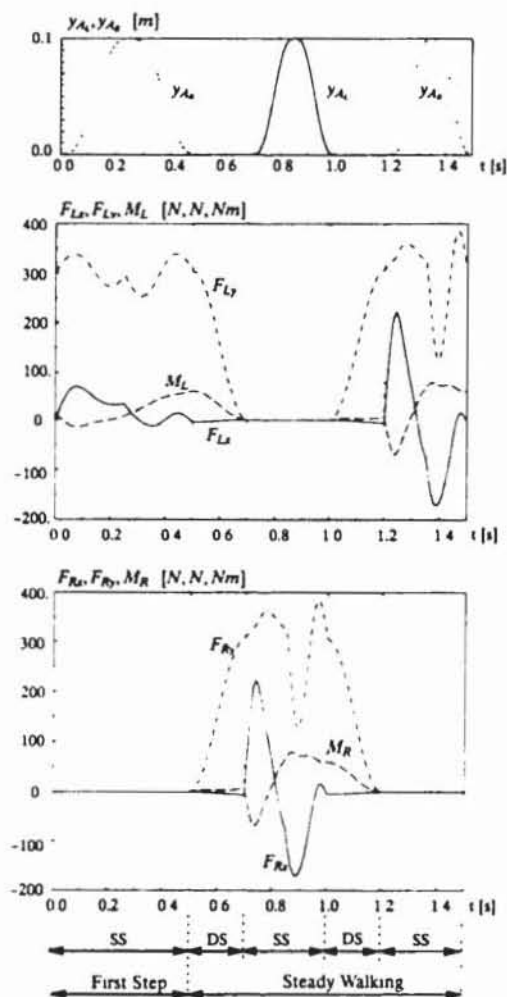 y_{A_L}, y_{A_R} [m]
0.1
y_{A_R} y_{A_L} y_{A_R}
0.0
0 0 0.2 0 4 0 6 0 8 1.0 1.2 1 4
t [s]
F_{Lx}, F_{Ly}, M_L [N, N, Nm]
400
300
F_{Ly}
200
100
M_L
0
F_{Lx}
-100
-200.
0 0 0.2 0 4 0 6 0 8 1.0 1.2 1 4
t [s]
F_{Rx}, F_{Ry}, M_R [N, N, Nm]
400.
300
F_{Ry}
200
100
M_R
0
-100
F_{Rx}
-200
0 0 0.2 0.4 0 6 0 8 1 0 1.2 1 4 t [s]
SS DS SS DS SS
First Step Steady Walking